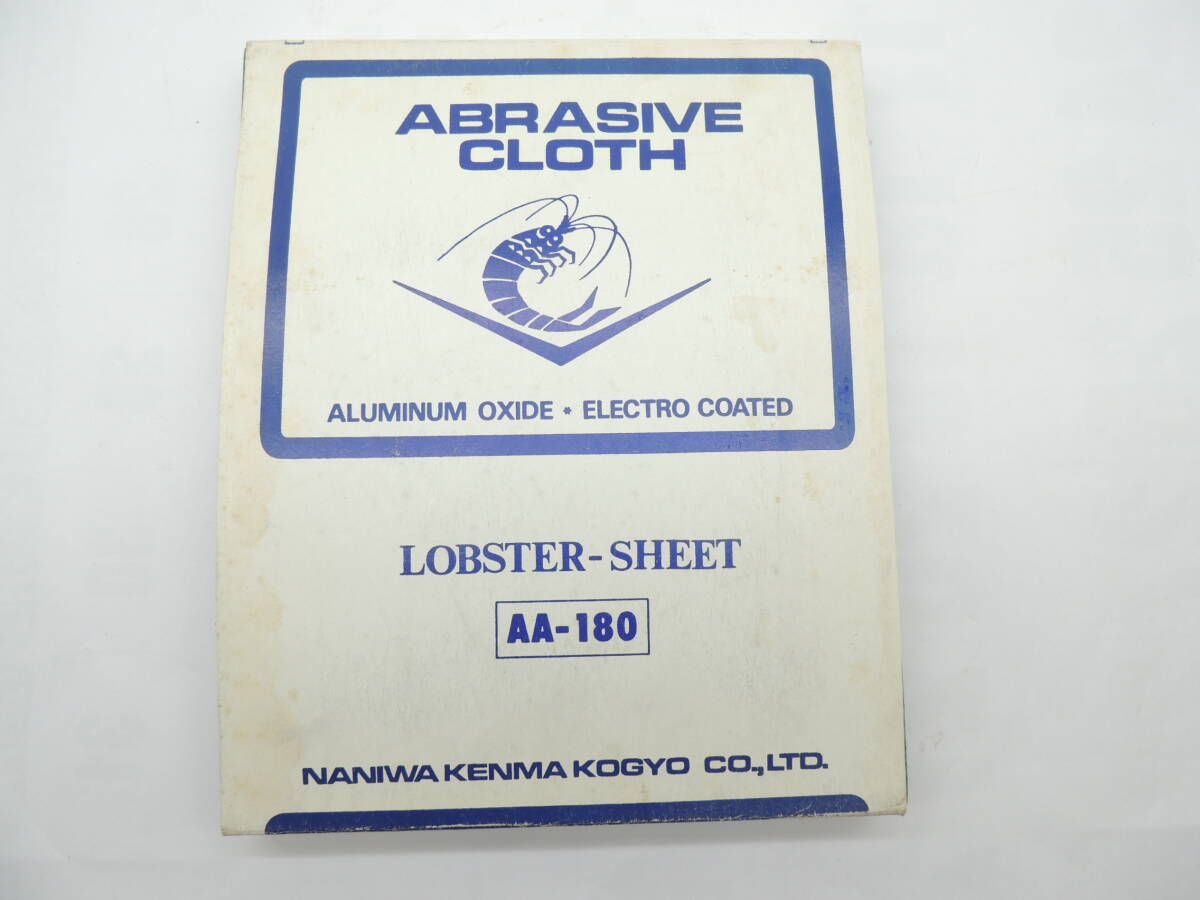 ABRASIVE
CLOTH
ALUMINUM OXIDE * ELECTRO COATED
LOBSTER-SHEET
AA-180
NANIWA KENMA KOGYO CO.,LTD.